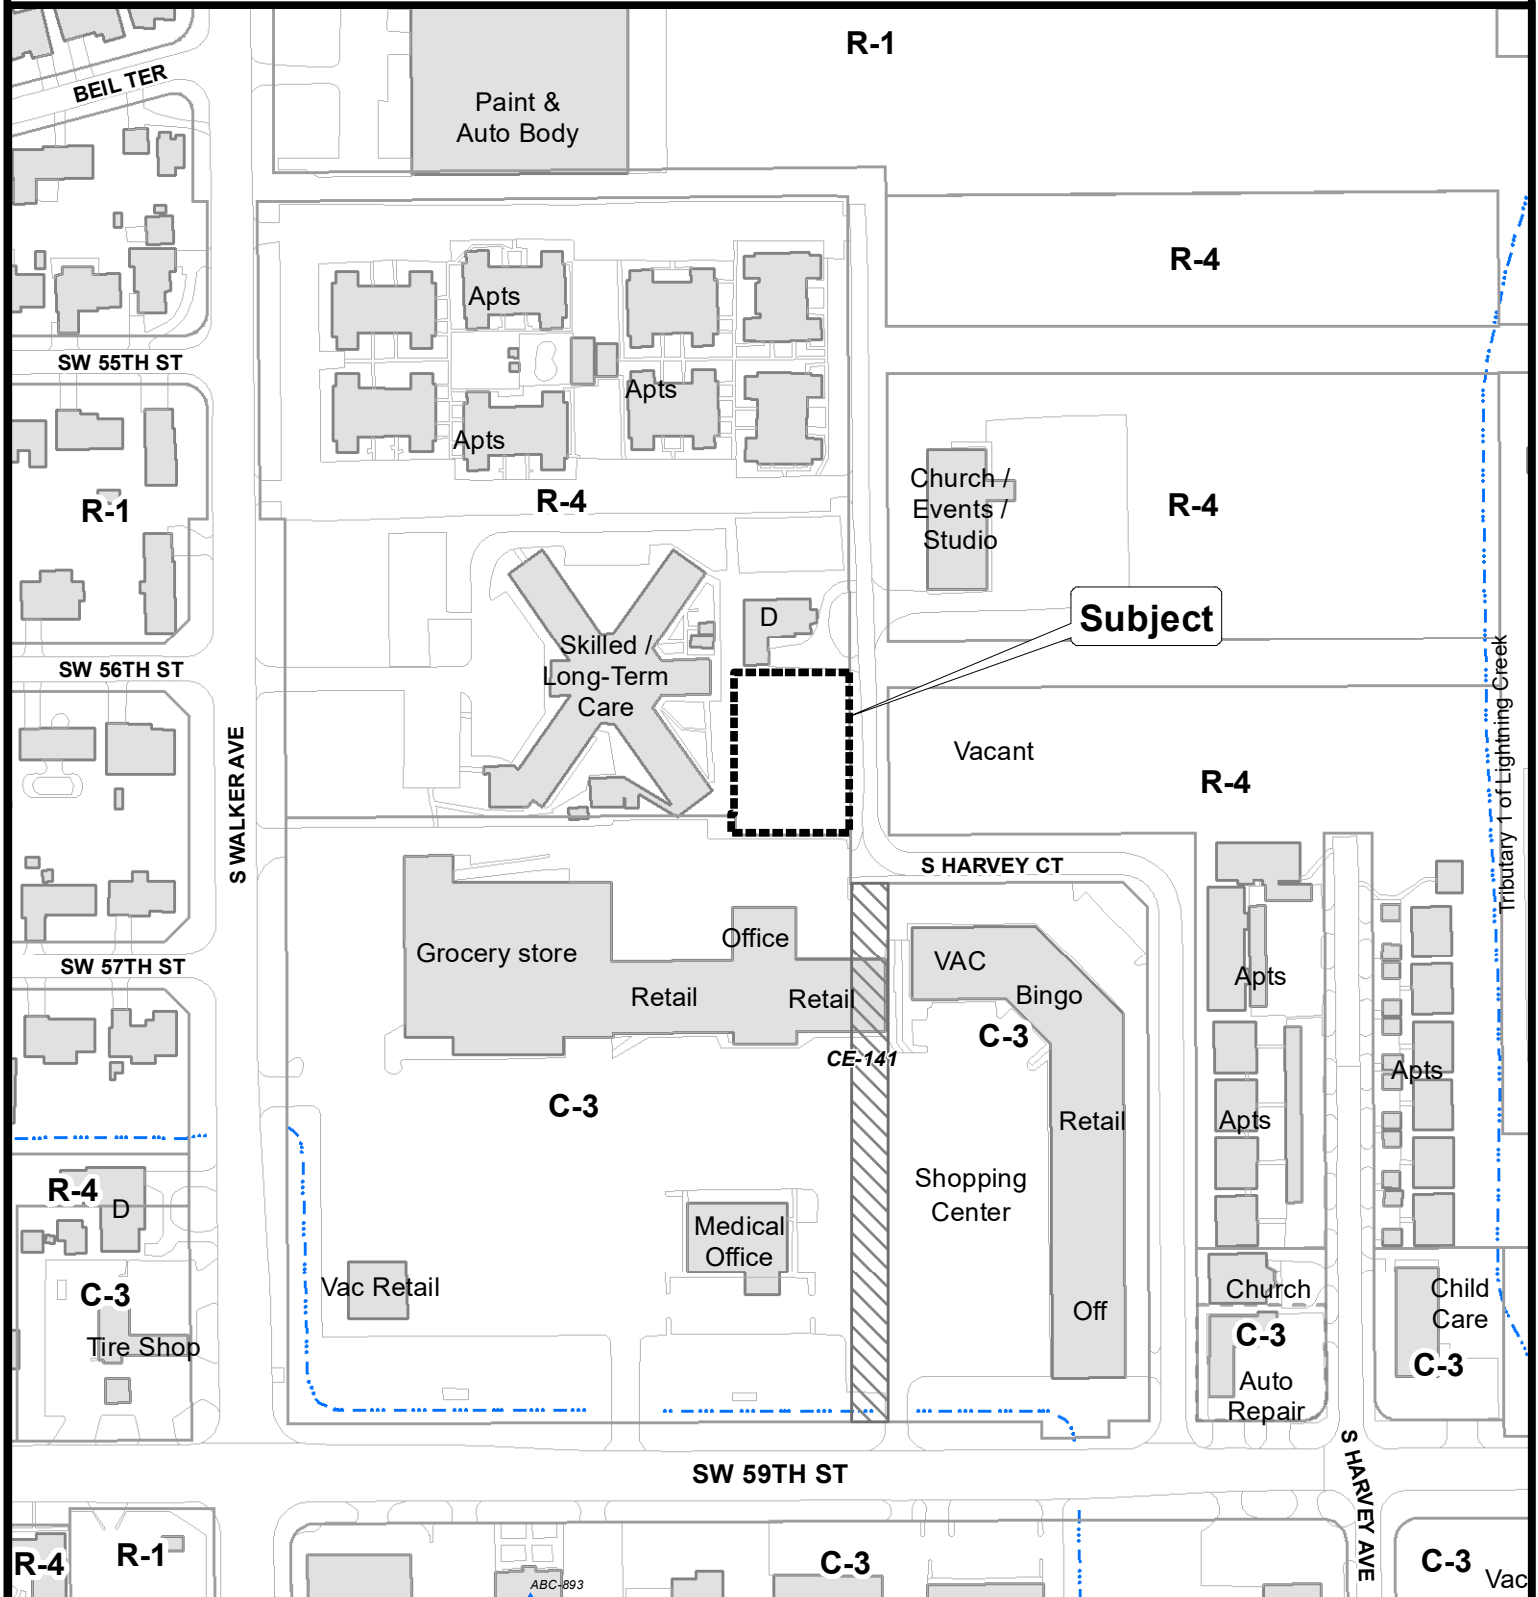 R-1
BEIL TER
Paint &
Auto Body
R-4
Apts
SW 55TH ST
Apts
Apts
R-4
R-1
Church /
Events /
Studio
R-4
D
Subject
Skilled /
Long-Term
Care
SW 56TH ST
Tributary 1 of Lightning Creek
Vacant
R-4
S WALKER AVE
S HARVEY CT
Grocery store
Office
VAC
SW 57TH ST
Retail
Retail
Bingo
Apts
C-3
CE-141
Apts
C-3
Retail
Apts
R-4
D
Shopping
Center
Medical
Office
Vac Retail
C-3
Tire Shop
Off
Church
Child
Care
C-3
C-3
Auto
Repair
SW 59TH ST
S HARVEY AVE
R-4
R-1
C-3
C-3
ABC-893
Vac